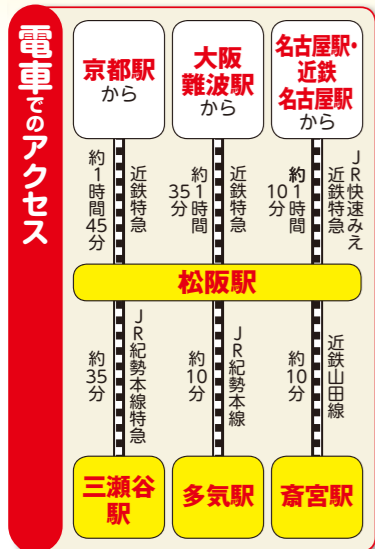 電車でのアクセス
京都駅
から
大阪
難波駅
から
名古屋駅・
近鉄
名古屋駅
から
近鉄特急
約1時間45分
近鉄特急
約1時間
35分
JR快速みえ
近鉄特急
約1時間
10分
松阪駅
JR紀勢本線特急
約35分
JR紀勢本線
約10分
近鉄山田線
約10分
三瀬谷
駅
多気駅
斎宮駅